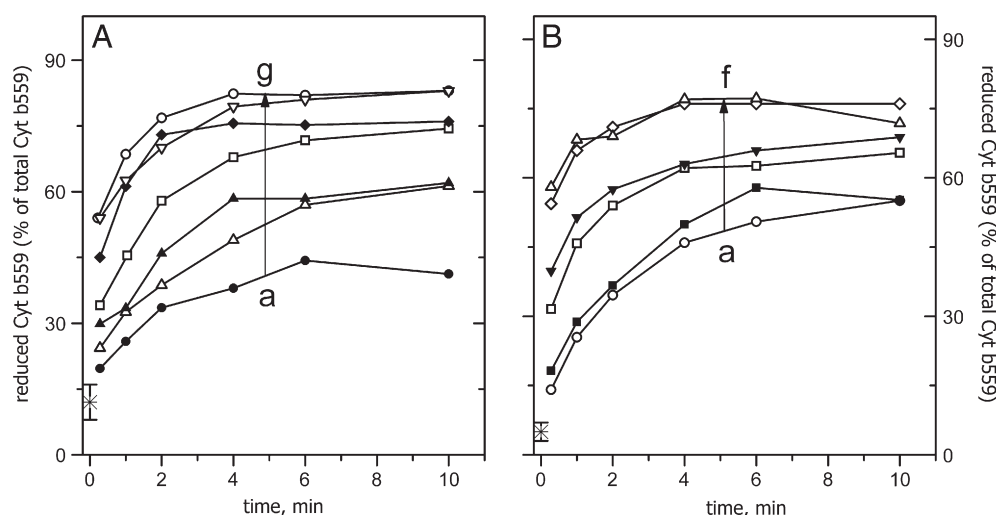 A
B
reduced Cyt b559 (% of total Cyt b559)
90
60
30
0
g
a
0 2 4 6 8 10
time, min
f
a
0 2 4 6 8 10
time, min
90
60
30
0
reduced Cyt b559 (% of total Cyt b559)